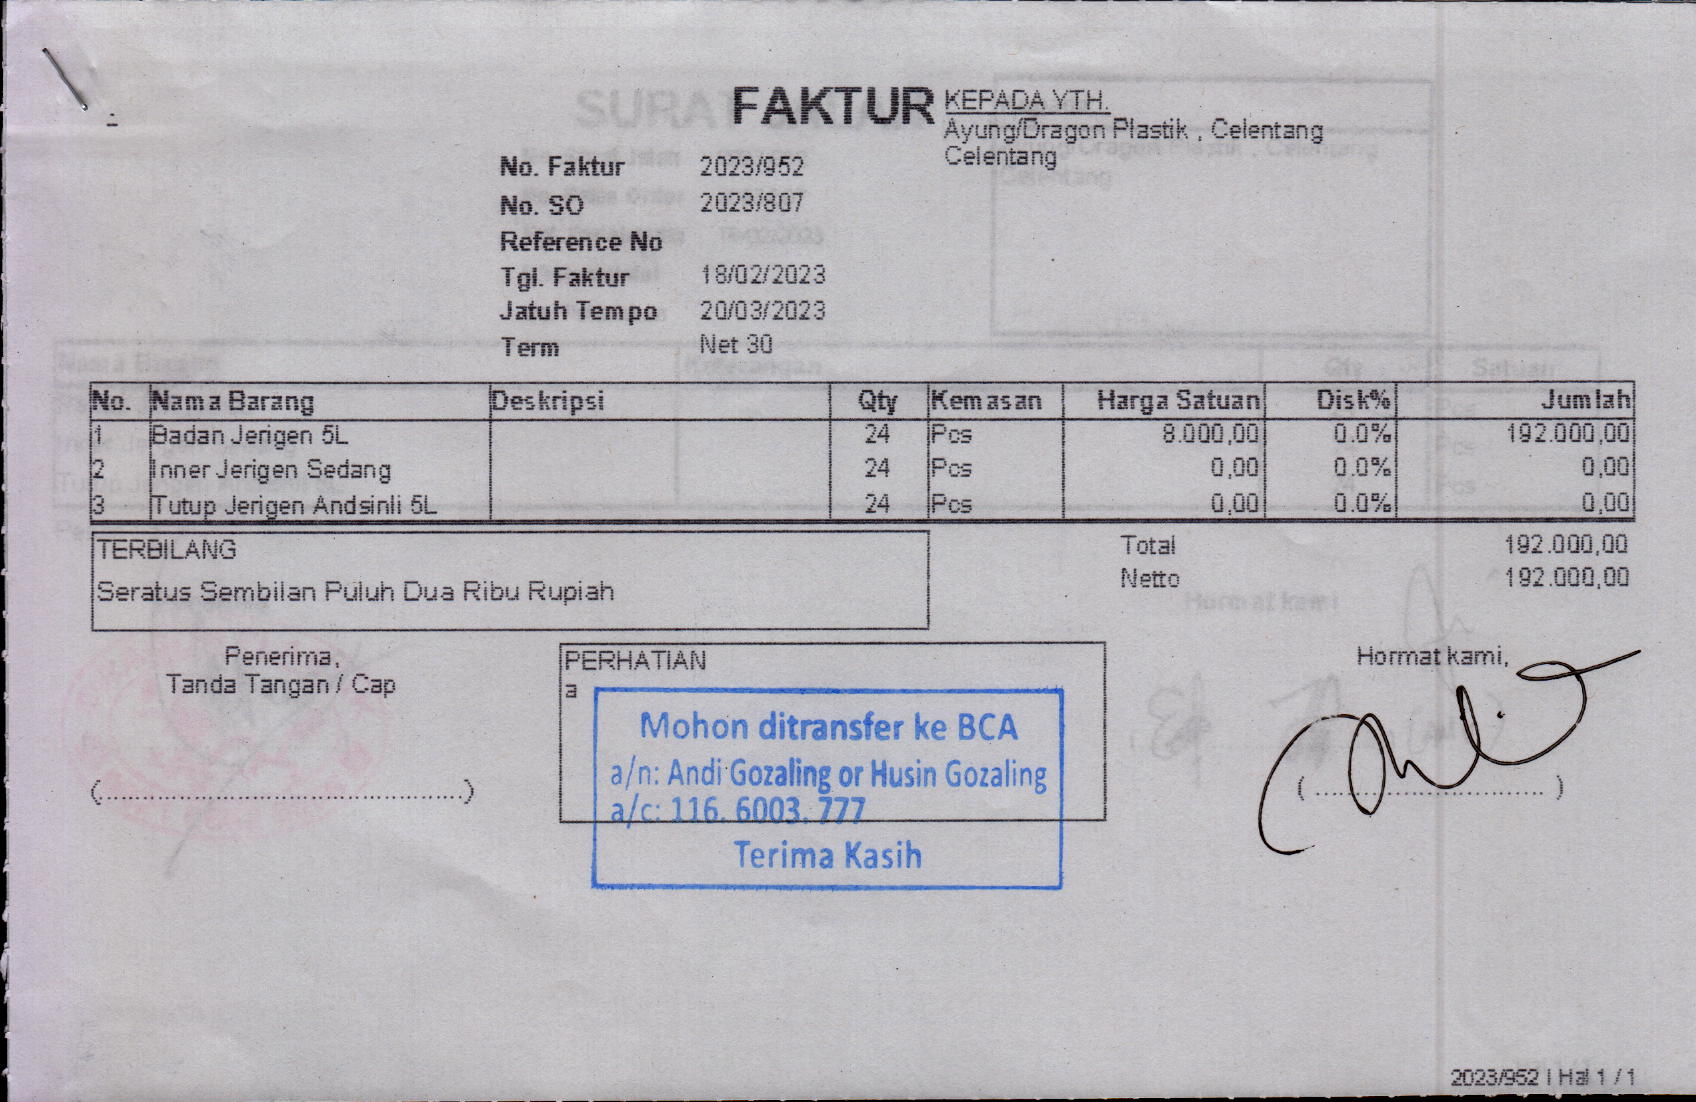 FAKTUR
KEPADA YTH.
Ayung/Dragon Plastik , Celentang
Celentang
No. Faktur 2023/952
No. SO 2023/807
Reference No
Tgl. Faktur 18/02/2023
Jatuh Tempo 20/03/2023
Term Net 30
No. Nama Barang Deskripsi Qty Kemasan Harga Satuan Disk% Jumlah
1 Badan Jerigen 5L 24 Pcs 8.000,00 0.0% 192.000,00
2 Inner Jerigen Sedang 24 Pcs 0,00 0.0% 0,00
3 Tutup Jerigen Andsinli 5L 24 Pcs 0,00 0.0% 0,00
TERBILANG
Seratus Sembilan Puluh Dua Ribu Rupiah
Total 192.000,00
Netto 192.000,00
Penerima,
Tanda Tangan / Cap
(..............................................)
PERHATIAN
a
Mohon ditransfer ke BCA
a/n: Andi Gozaling or Husin Gozaling
a/c: 116. 6003. 777
Terima Kasih
Hormat kami,
( .............................. )
2023/952 | Hal 1 / 1